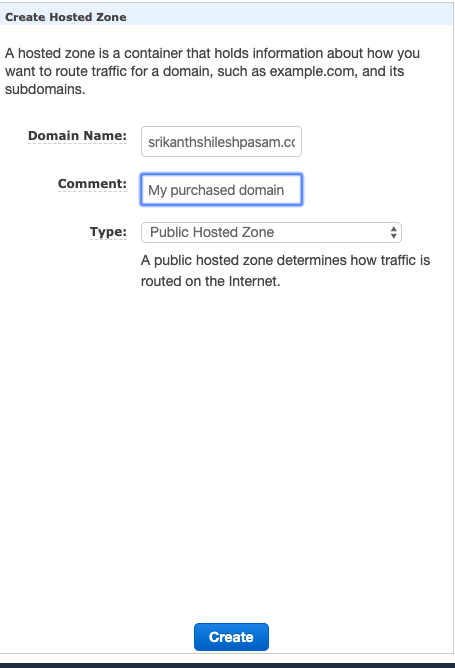 Create Hosted Zone
A hosted zone is a container that holds information about how you
want to route traffic for a domain, such as example.com, and its
subdomains.
Domain Name: srikanthshileshpasam.cc
Comment: My purchased domain
Type: Public Hosted Zone
A public hosted zone determines how traffic is
routed on the Internet.
Create